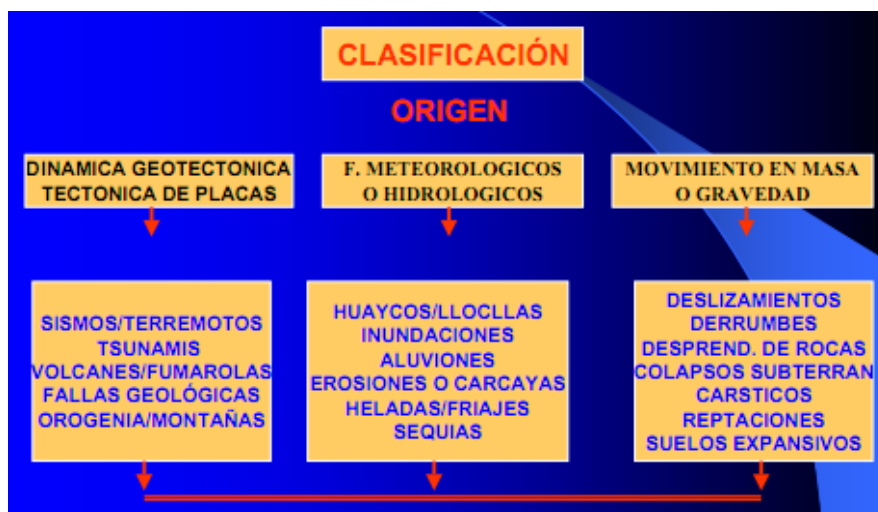 CLASIFICACIÓN
ORIGEN
DINAMICA GEOTECTONICA
TECTONICA DE PLACAS
F. METEOROLOGICOS
O HIDROLOGICOS
MOVIMIENTO EN MASA
O GRAVEDAD
SISMOS/TERREMOTOS
TSUNAMIS
VOLCANES/FUMAROLAS
FALLAS GEOLÓGICAS
OROGENIA/MONTAÑAS
HUAYCOS/LLOCLLAS
INUNDACIONES
ALUVIONES
EROSIONES O CARCAYAS
HELADAS/FRIAJES
SEQUIAS
DESLIZAMIENTOS
DERRUMBES
DESPREND. DE ROCAS
COLAPSOS SUBTERRAN
CARSTICOS
REPTACIONES
SUELOS EXPANSIVOS